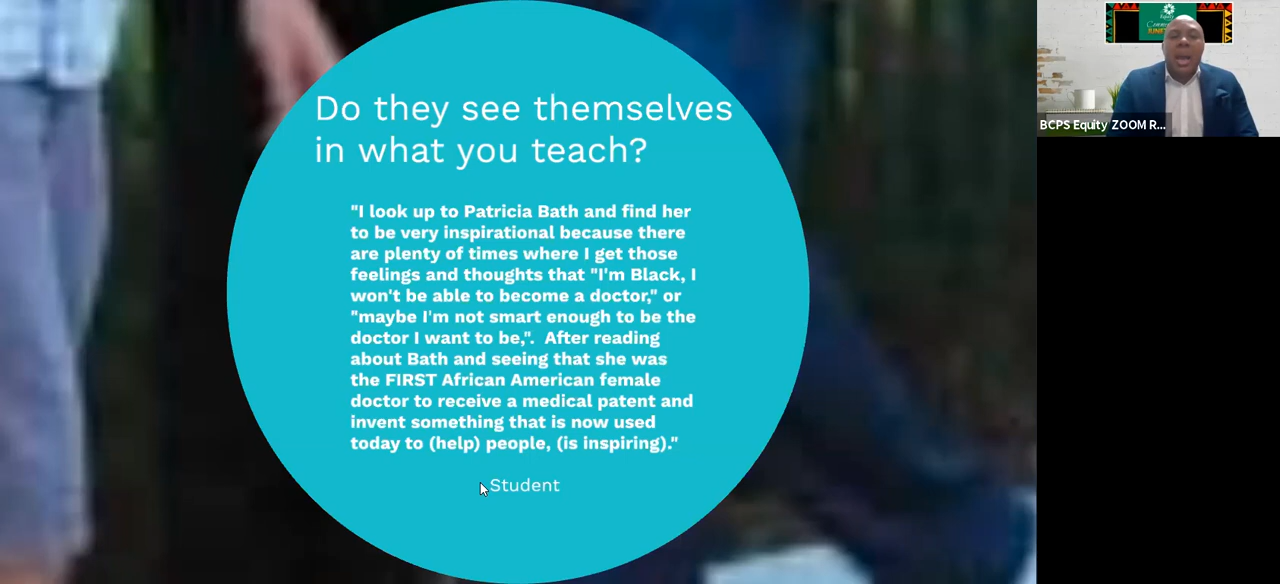 Do they see themselves
in what you teach?
"I look up to Patricia Bath and find her
to be very inspirational because there
are plenty of times where I get those
feelings and thoughts that "I'm Black, I
won't be able to become a doctor," or
"maybe I'm not smart enough to be the
doctor I want to be,".  After reading
about Bath and seeing that she was
the FIRST African American female
doctor to receive a medical patent and
invent something that is now used
today to (help) people, (is inspiring)."
Student
Equity
BCPS Equity ZOOM R...